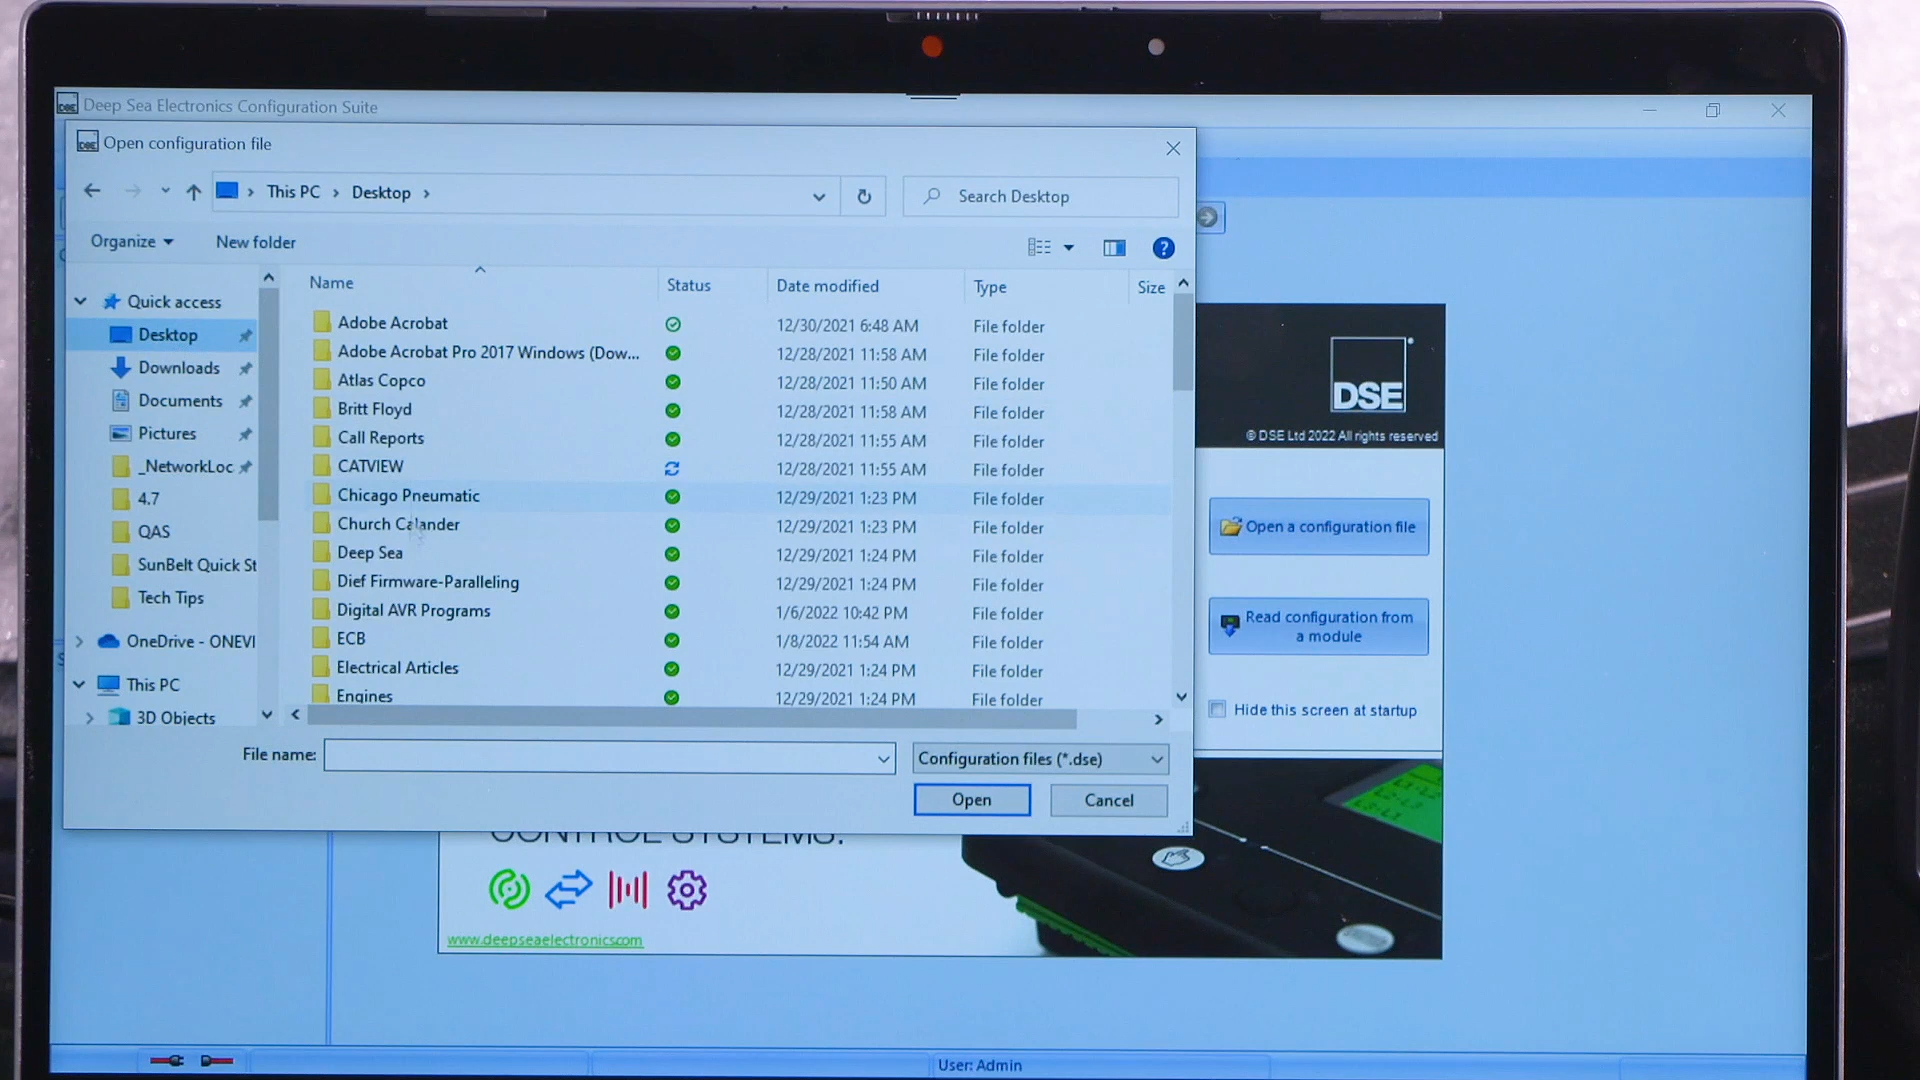 Deep Sea Electronics Configuration Suite
Open configuration file
This PC > Desktop >
Search Desktop
Organize New folder
?
Name Status Date modified Type Size
Quick access
Desktop
Downloads
Documents
Pictures
_NetworkLoc
4.7
QAS
SunBelt Quick St
Tech Tips
OneDrive - ONEVI
This PC
3D Objects
Adobe Acrobat 12/30/2021 6:48 AM File folder
Adobe Acrobat Pro 2017 Windows (Dow... 12/28/2021 11:58 AM File folder
Atlas Copco 12/28/2021 11:50 AM File folder
Britt Floyd 12/28/2021 11:58 AM File folder
Call Reports 12/28/2021 11:55 AM File folder
CATVIEW 12/28/2021 11:55 AM File folder
Chicago Pneumatic 12/29/2021 1:23 PM File folder
Church Calander 12/29/2021 1:23 PM File folder
Deep Sea 12/29/2021 1:24 PM File folder
Dief Firmware-Paralleling 12/29/2021 1:24 PM File folder
Digital AVR Programs 1/6/2022 10:42 PM File folder
ECB 1/8/2022 11:54 AM File folder
Electrical Articles 12/29/2021 1:24 PM File folder
Engines 12/29/2021 1:24 PM File folder
File name:
Configuration files (*.dse)
Open Cancel
DSE
© DSE Ltd 2022 All rights reserved
Open a configuration file
Read configuration from
a module
Hide this screen at startup
CONTROL SYSTEMS.
www.deepseaelectronics.com
User: Admin